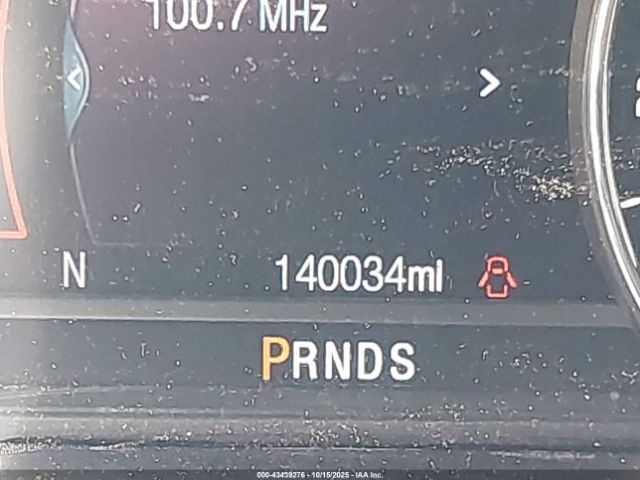 100.7 MHz
N 140034mi
PRNDS
000-43439276 - 10/15/2025 - IAA Inc.